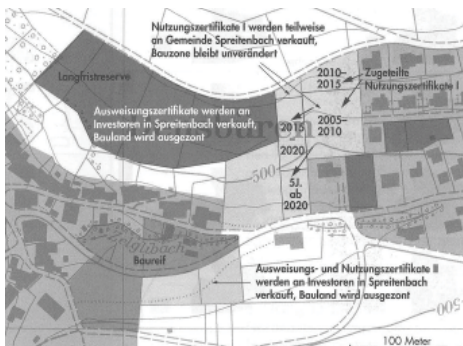 Nutzungszertifikate I werden teilweise
an Gemeinde Spreitenbach verkauft,
Bauzone bleibt unverändert
Langfristreserve
2010–
2015
Zugeteilte
Nutzungszertifikate I
Ausweisungszertifikate werden an
Investoren in Spreitenbach verkauft,
Bauland wird ausgezont
2015
2005–
2010
2020
500
5J.
ab
2020
Zelglibach
Baureif
Ausweisungs- und Nutzungszertifikate II
werden an Investoren in Spreitenbach
verkauft, Bauland wird ausgezont
500
100 Meter